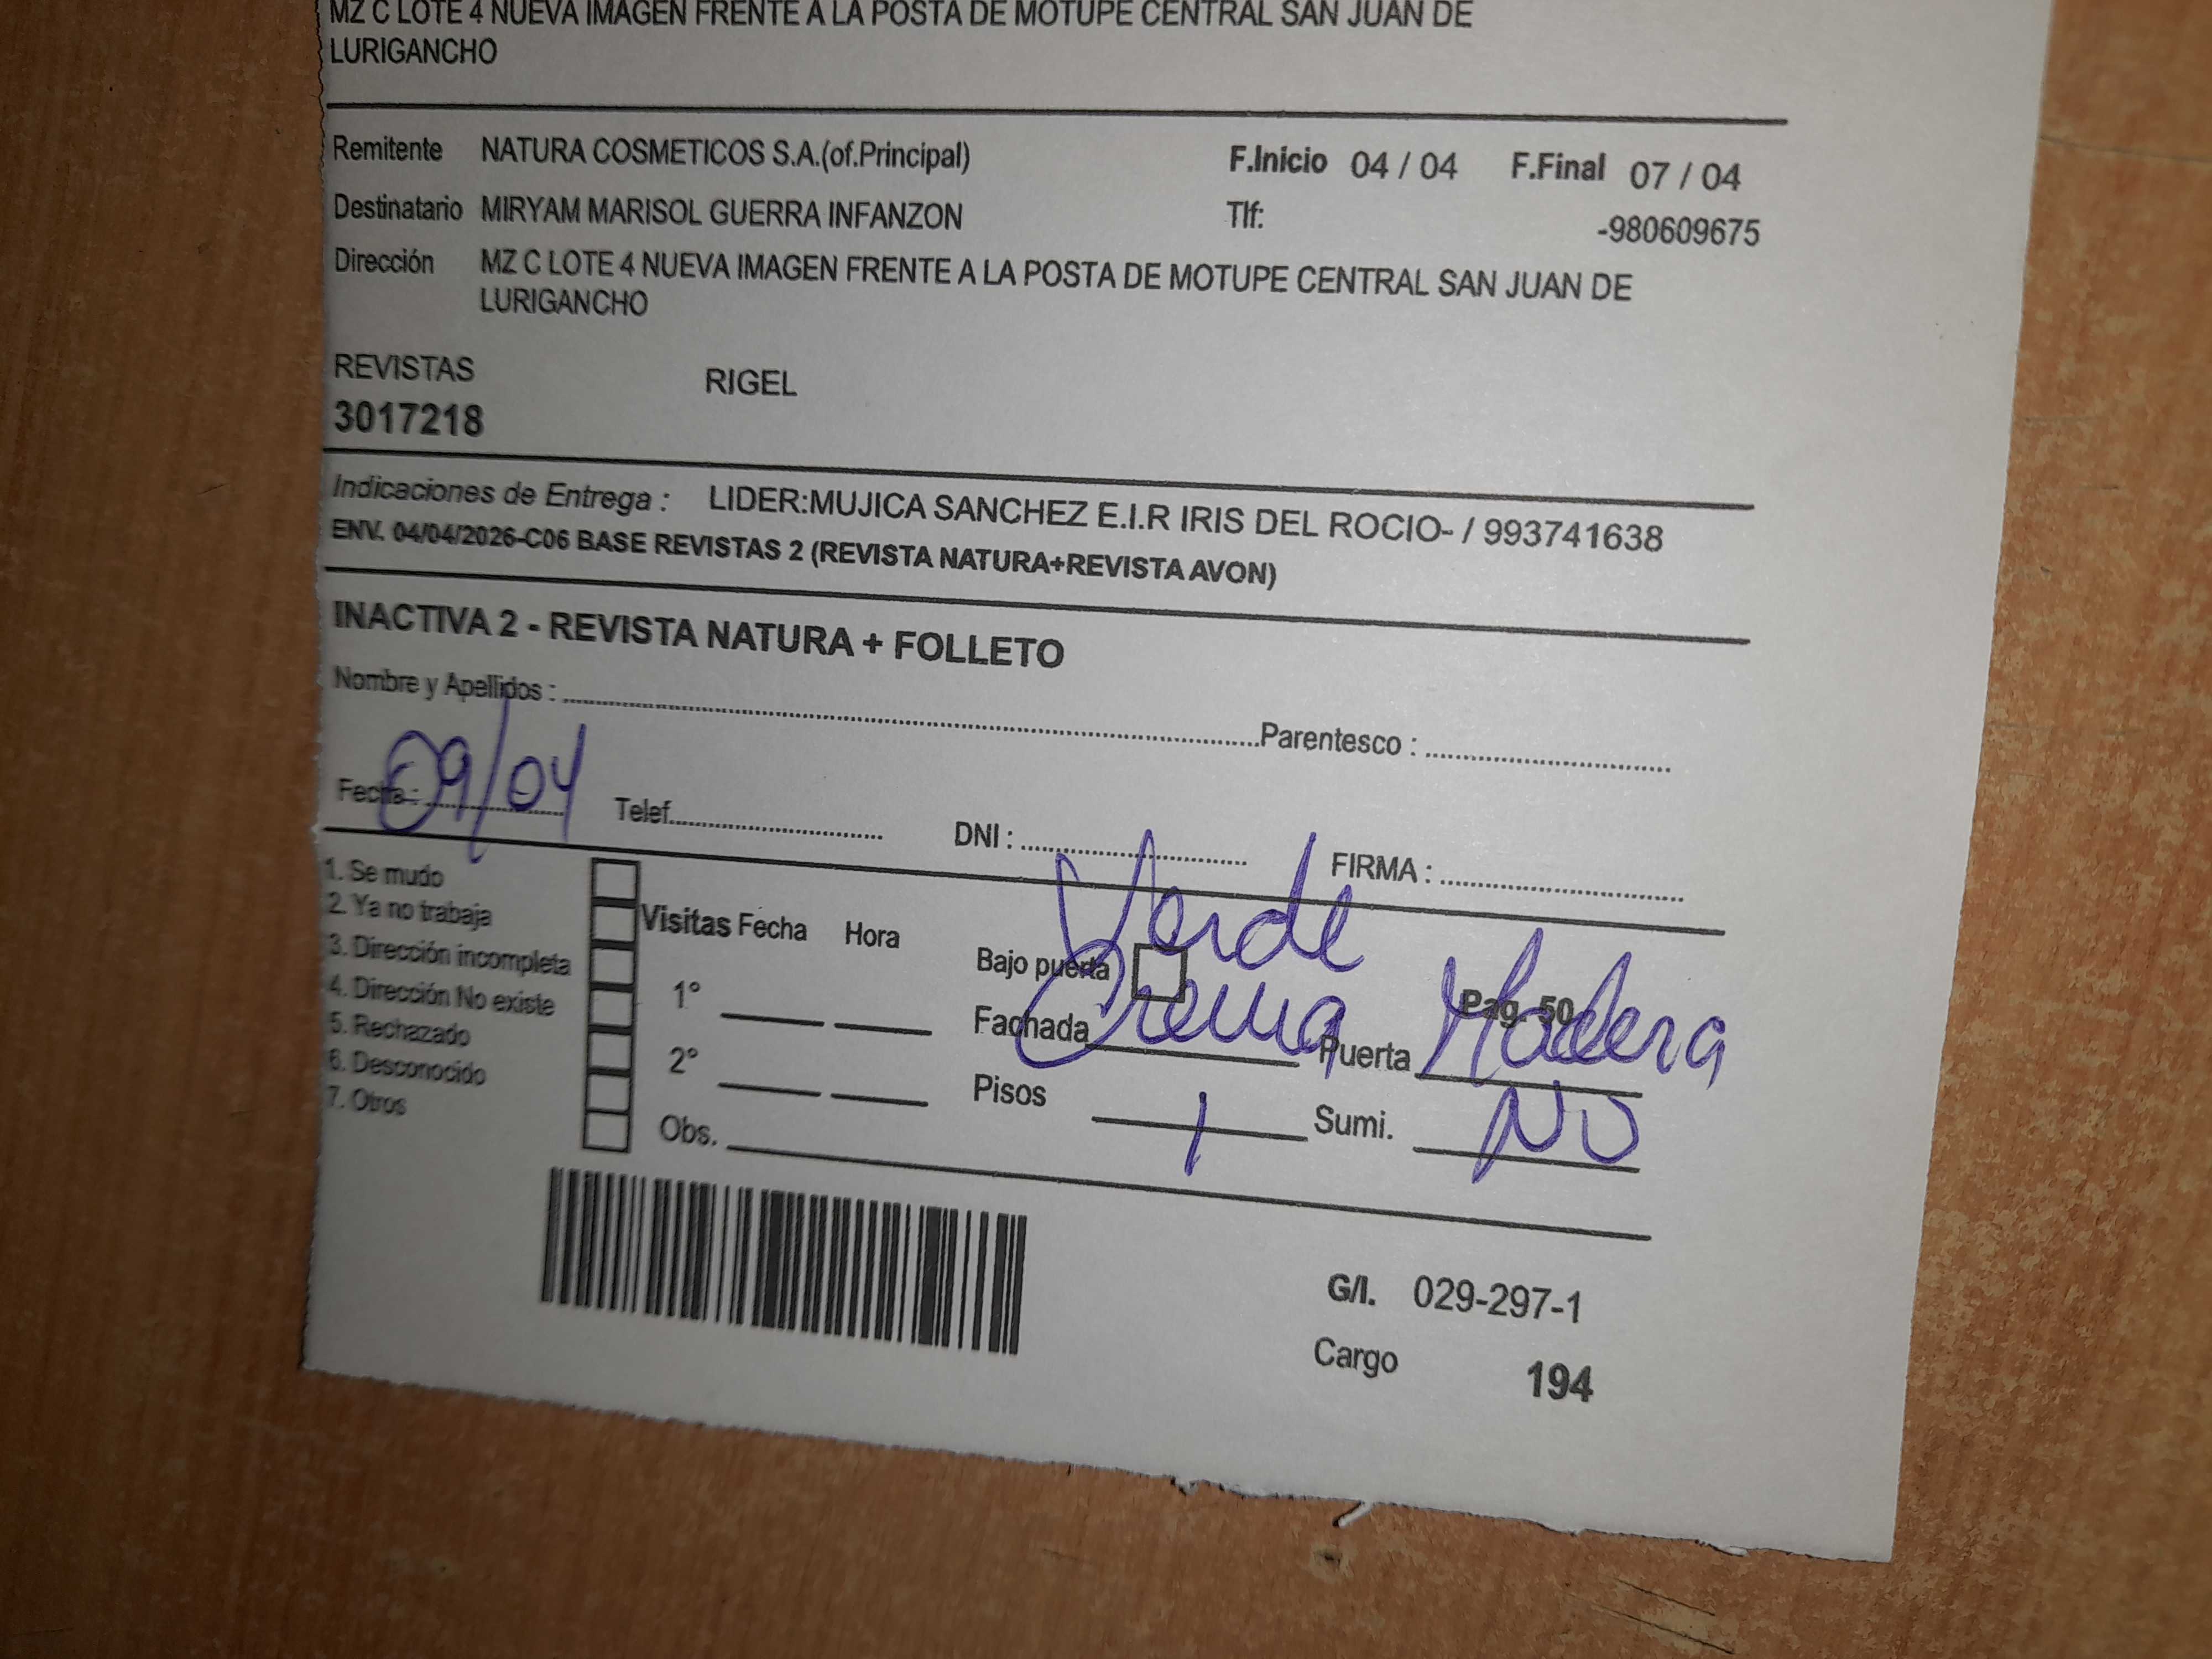 MZ C LOTE 4 NUEVA IMAGEN FRENTE A LA POSTA DE MOTUPE CENTRAL SAN JUAN DE
LURIGANCHO
Remitente NATURA COSMETICOS S.A.(of.Principal) F.Inicio 04 / 04 F.Final 07 / 04
Destinatario MIRYAM MARISOL GUERRA INFANZON Tlf: -980609675
Dirección MZ C LOTE 4 NUEVA IMAGEN FRENTE A LA POSTA DE MOTUPE CENTRAL SAN JUAN DE
LURIGANCHO
REVISTAS RIGEL
3017218
Indicaciones de Entrega : LIDER:MUJICA SANCHEZ E.I.R IRIS DEL ROCIO- / 993741638
ENV. 04/04/2026-C06 BASE REVISTAS 2 (REVISTA NATURA+REVISTA AVON)
INACTIVA 2 - REVISTA NATURA + FOLLETO
Nombre y Apellidos : Parentesco :
Fecha : 09/04 Telef. DNI : FIRMA :
1. Se mudo
2. Ya no trabaja
3. Dirección incompleta
4. Dirección No existe
5. Rechazado
6. Desconocido
7. Otros
Visitas Fecha Hora
1°
2°
Obs.
Verde
Bajo puerta Pag. 50
Fachada Crema Puerta Madera
Pisos 1 Sumi. NO
G/I. 029-297-1
Cargo 194